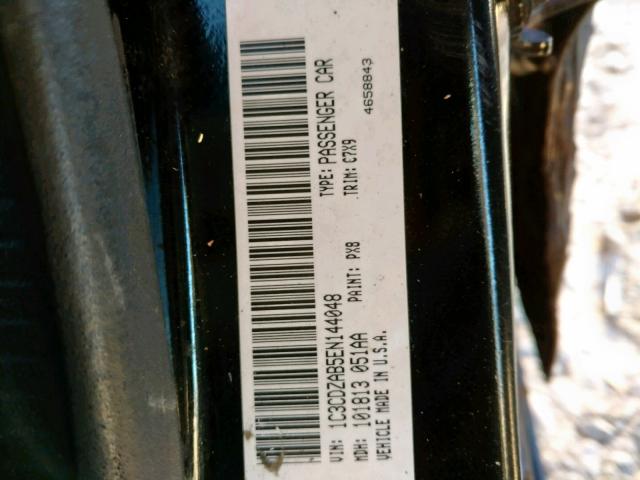 VIN: 1C3CDZAB5EN144048 TYPE: PASSENGER CAR
MDH: 101813 051AA PAINT: PX8 TRIM: C7X9
VEHICLE MADE IN U.S.A. 4658843